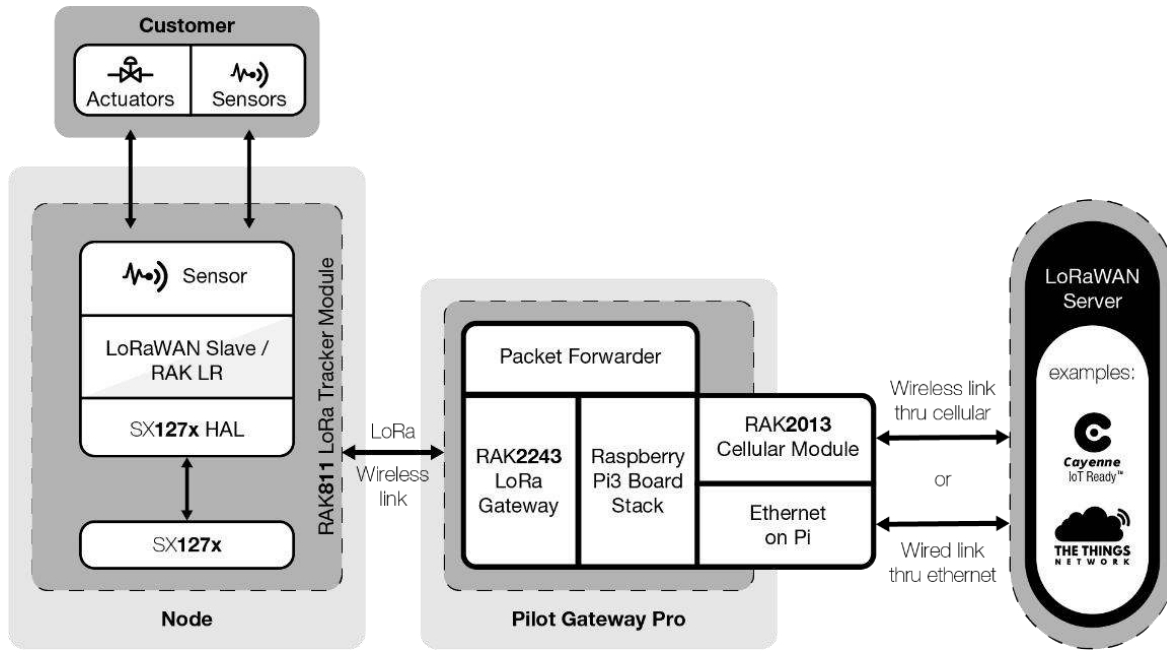 Customer
Actuators
Sensors
Sensor
LoRaWAN Slave /
RAK LR
SX127x HAL
SX127x
RAK811 LoRa Tracker Module
Node
LoRa
Wireless
link
Packet Forwarder
RAK2243
LoRa
Gateway
Raspberry
Pi3 Board
Stack
RAK2013
Cellular Module
Ethernet
on Pi
Pilot Gateway Pro
Wireless link
thru cellular
or
Wired link
thru ethernet
LoRaWAN
Server
examples:
Cayenne
IoT Ready™
THE THINGS
NETWORK